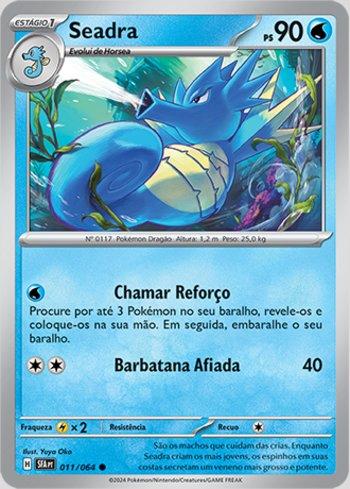 ESTÁGIO 1
Seadra
PS 90
Evolui de Horsea
Nº 0117 Pokémon Dragão Altura: 1,2 m Peso: 25,0 kg
Chamar Reforço
Procure por até 3 Pokémon no seu baralho, revele-os e
coloque-os na sua mão. Em seguida, embaralhe o seu
baralho.
Barbatana Afiada 40
Fraqueza x2 Resistência Recuo
Ilust. Yuya Oka
H SFA PT 011/064
São os machos que cuidam das crias. Enquanto
Seadra criam os mais jovens, os espinhos em suas
costas secretam um veneno mais grosso e potente.
©2024 Pokémon/Nintendo/Creatures/GAME FREAK